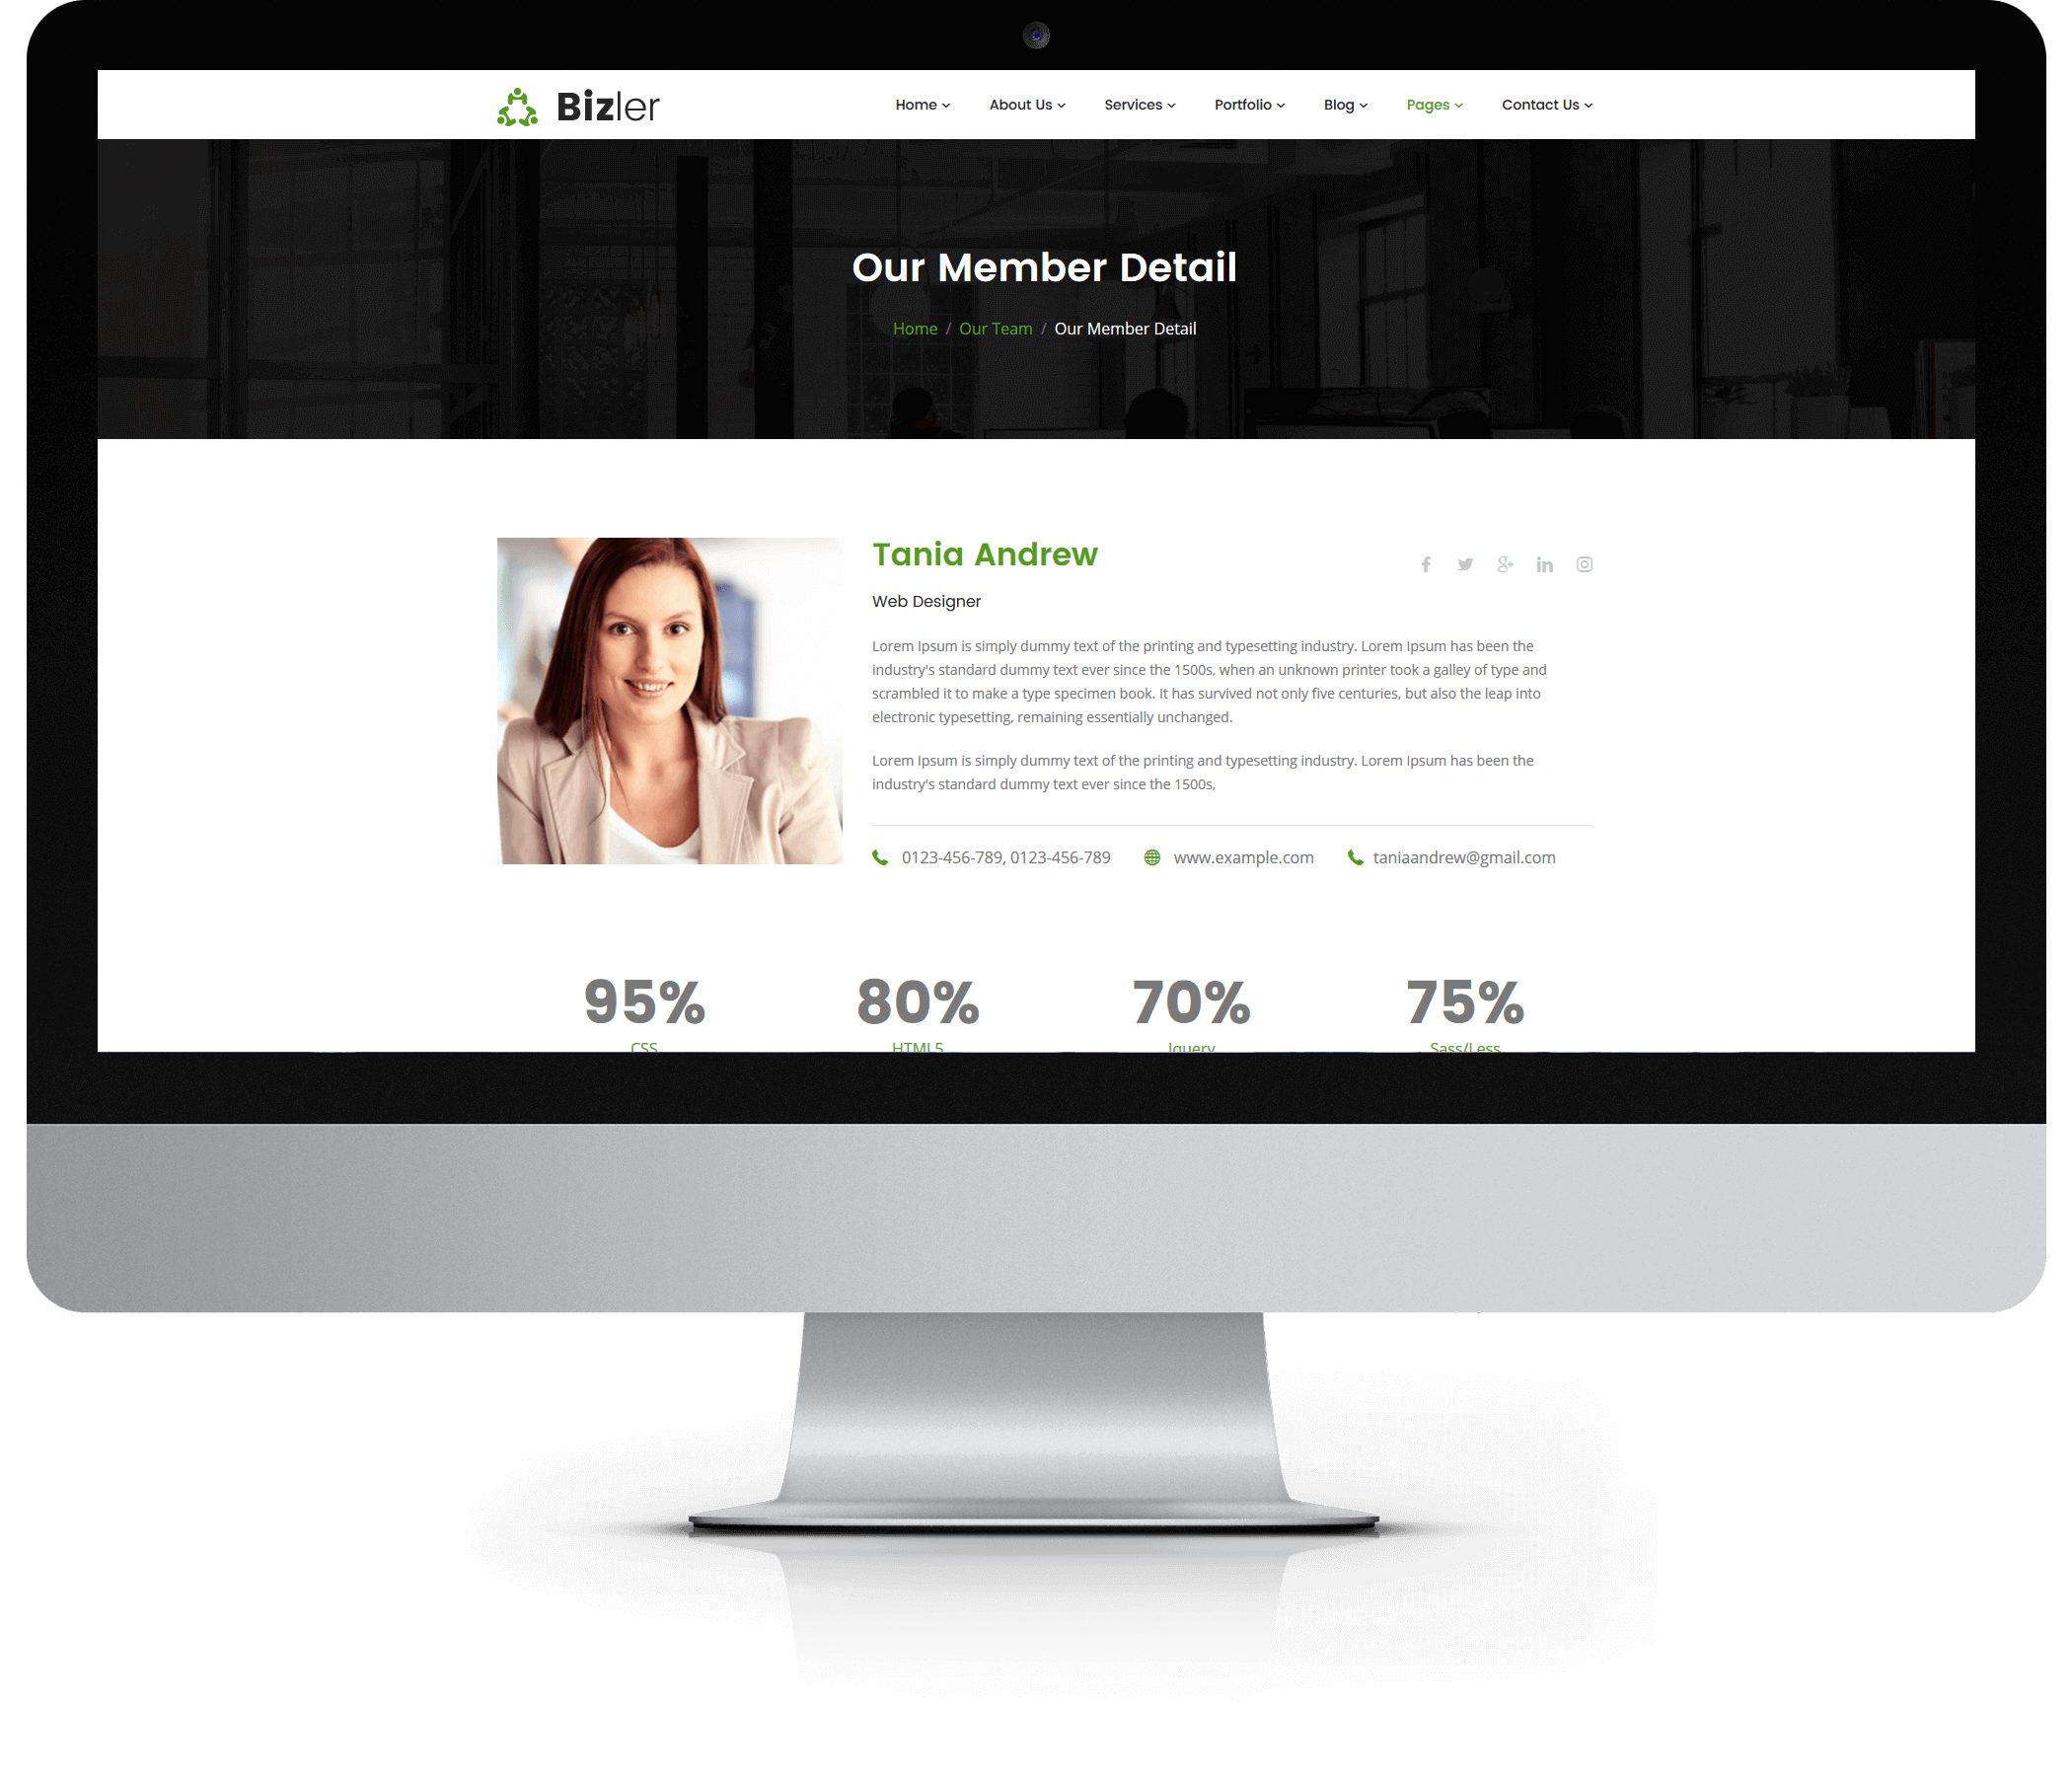 Bizler
Home About Us Services Portfolio Blog Pages Contact Us
Our Member Detail
Home / Our Team / Our Member Detail
Tania Andrew
Web Designer
Lorem Ipsum is simply dummy text of the printing and typesetting industry. Lorem Ipsum has been the
industry's standard dummy text ever since the 1500s, when an unknown printer took a galley of type and
scrambled it to make a type specimen book. It has survived not only five centuries, but also the leap into
electronic typesetting, remaining essentially unchanged.
Lorem Ipsum is simply dummy text of the printing and typesetting industry. Lorem Ipsum has been the
industry's standard dummy text ever since the 1500s,
0123-456-789, 0123-456-789 www.example.com taniaandrew@gmail.com
95% 80% 70% 75%
CSS HTML5 Jquery Sass/Less